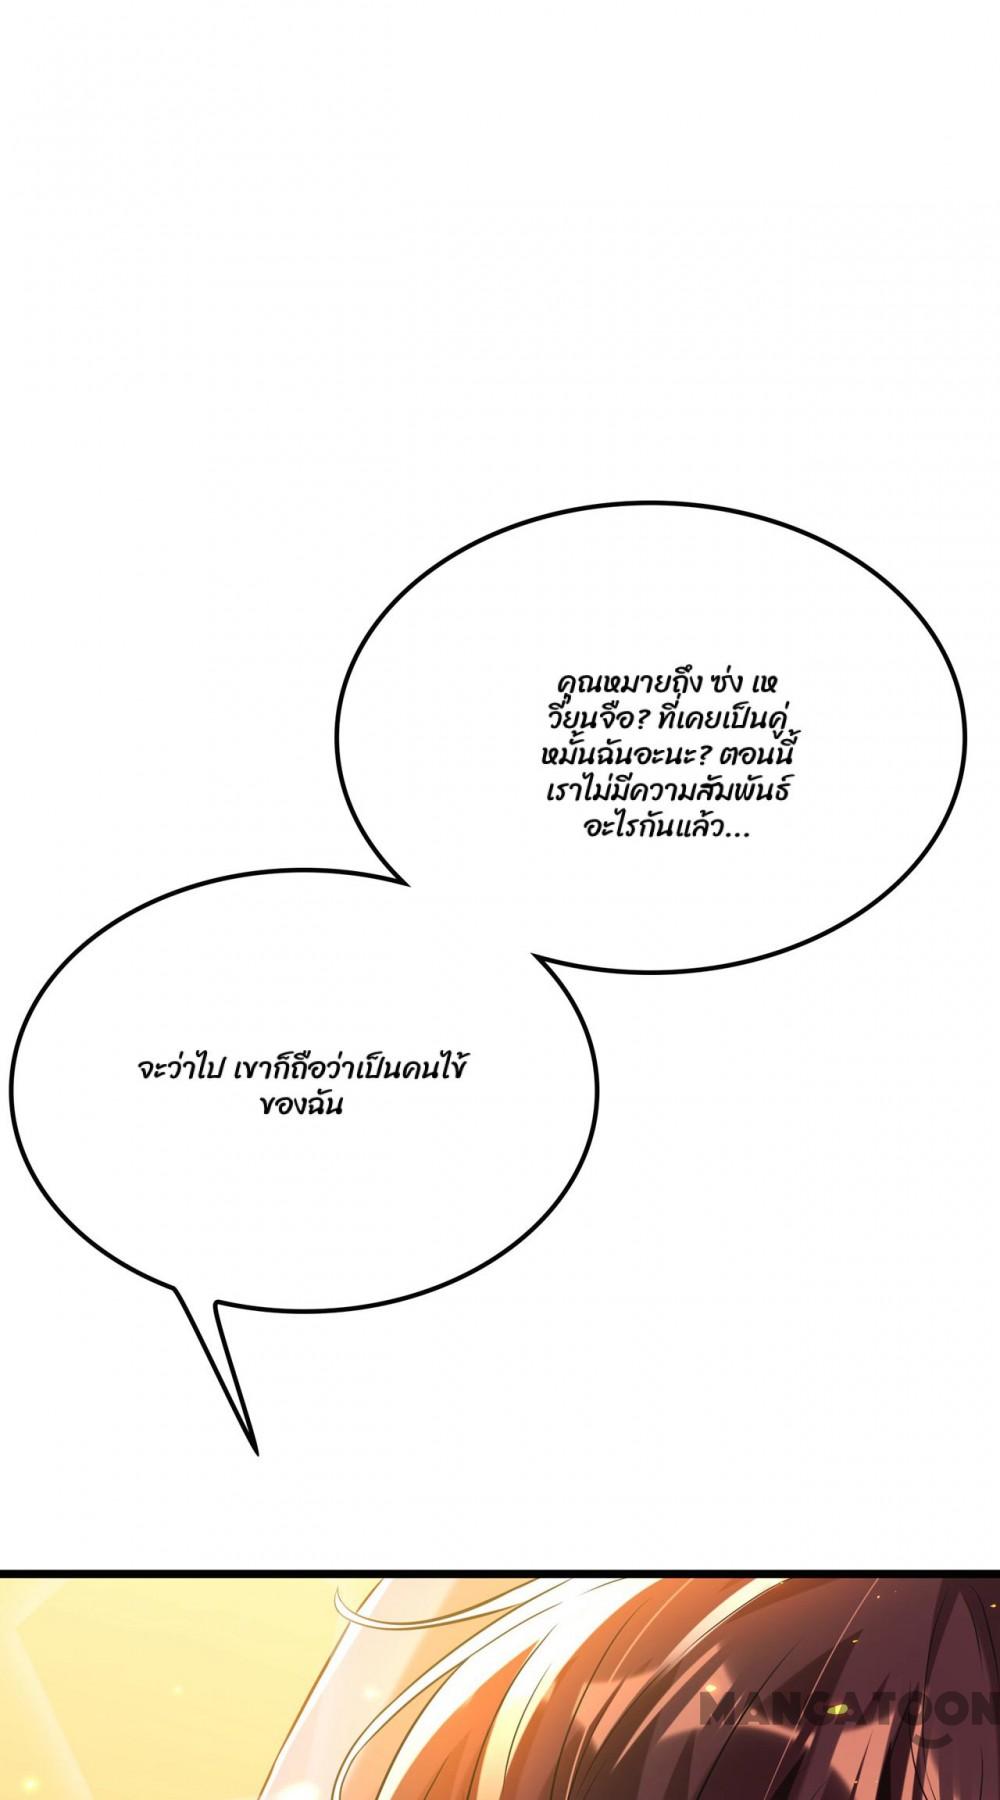 คุณหมายถึง ซ่ง เห
วียนจือ? ที่เคยเป็นคู่
หมั้นฉันอะนะ? ตอนนี้
เราไม่มีความสัมพันธ์
อะไรกันแล้ว...
จะว่าไป เขาก็ถือว่าเป็นคนไข้
ของฉัน
MANGATOON